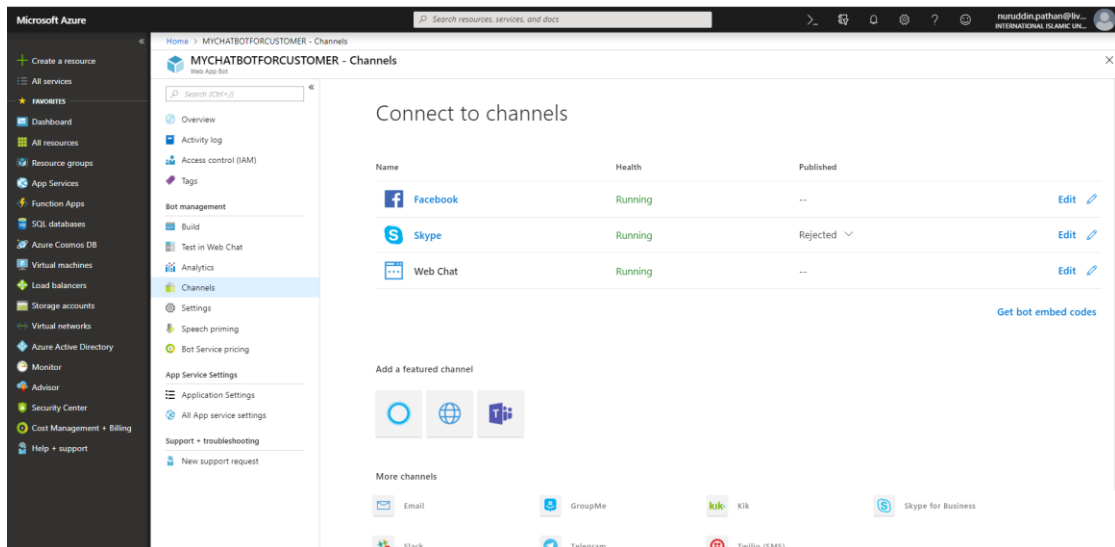 Microsoft Azure
Search resources, services, and docs
nuruddin.pathan@liv...
INTERNATIONAL ISLAMIC UN...
Create a resource
All services
FAVORITES
Dashboard
All resources
Resource groups
App Services
Function Apps
SQL databases
Azure Cosmos DB
Virtual machines
Load balancers
Storage accounts
Virtual networks
Azure Active Directory
Monitor
Advisor
Security Center
Cost Management + Billing
Help + support
Home > MYCHATBOTFORCUSTOMER - Channels
MYCHATBOTFORCUSTOMER - Channels
Web App Bot
Search (Ctrl+/)
Overview
Activity log
Access control (IAM)
Tags
Bot management
Build
Test in Web Chat
Analytics
Channels
Settings
Speech priming
Bot Service pricing
App Service Settings
Application Settings
All App service settings
Support + troubleshooting
New support request
Connect to channels
Name Health Published
Facebook Running -- Edit
Skype Running Rejected Edit
Web Chat Running -- Edit
Get bot embed codes
Add a featured channel
More channels
Email GroupMe kik Kik Skype for Business
Slack Telegram Twilio (SMS)